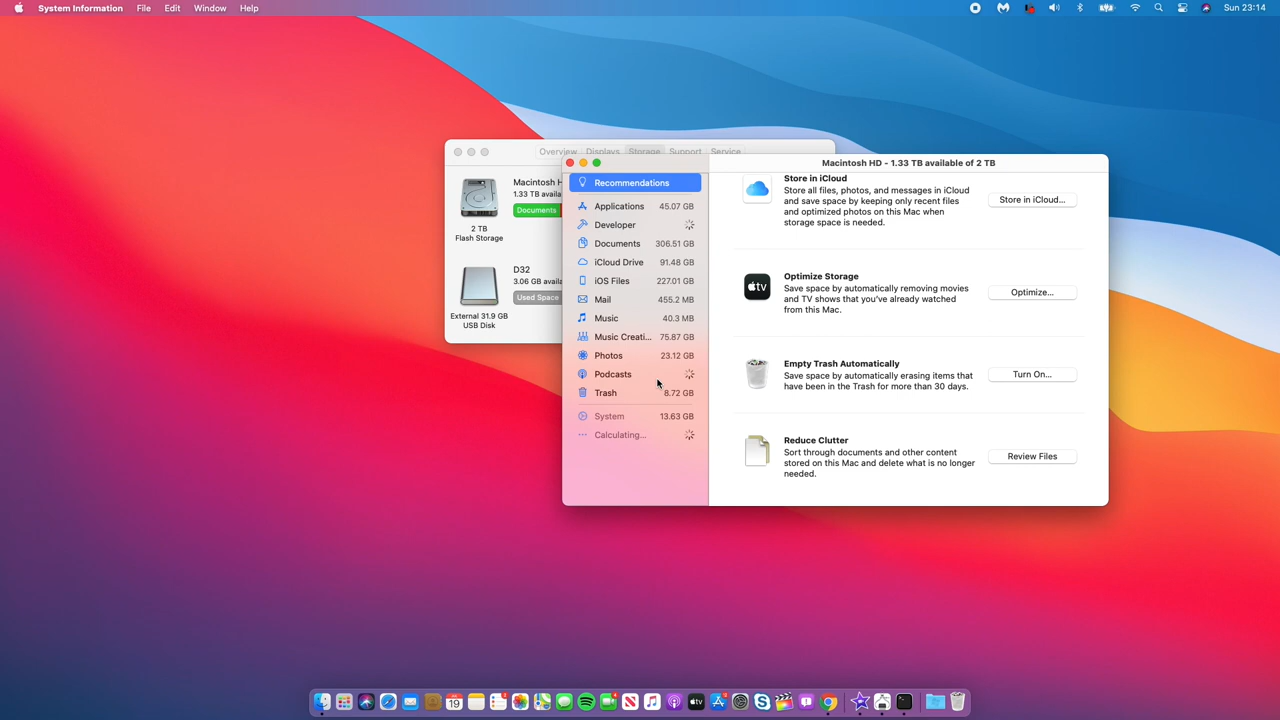 System Information File Edit Window Help Sun 23:14
Overview Displays Storage Support Service
Macintosh H
1.33 TB availa
Documents
2 TB
Flash Storage
D32
3.06 GB availa
Used Space
External 31.9 GB
USB Disk
Macintosh HD - 1.33 TB available of 2 TB
Recommendations
Applications 45.07 GB
Developer
Documents 306.51 GB
iCloud Drive 91.48 GB
iOS Files 227.01 GB
Mail 455.2 MB
Music 40.3 MB
Music Creati... 75.87 GB
Photos 23.12 GB
Podcasts
Trash 8.72 GB
System 13.63 GB
Calculating...
Store in iCloud
Store all files, photos, and messages in iCloud
and save space by keeping only recent files
and optimized photos on this Mac when
storage space is needed.
Store in iCloud...
Optimize Storage
Save space by automatically removing movies
and TV shows that you've already watched
from this Mac.
Optimize...
tv
Empty Trash Automatically
Save space by automatically erasing items that
have been in the Trash for more than 30 days.
Turn On...
Reduce Clutter
Sort through documents and other content
stored on this Mac and delete what is no longer
needed.
Review Files
19